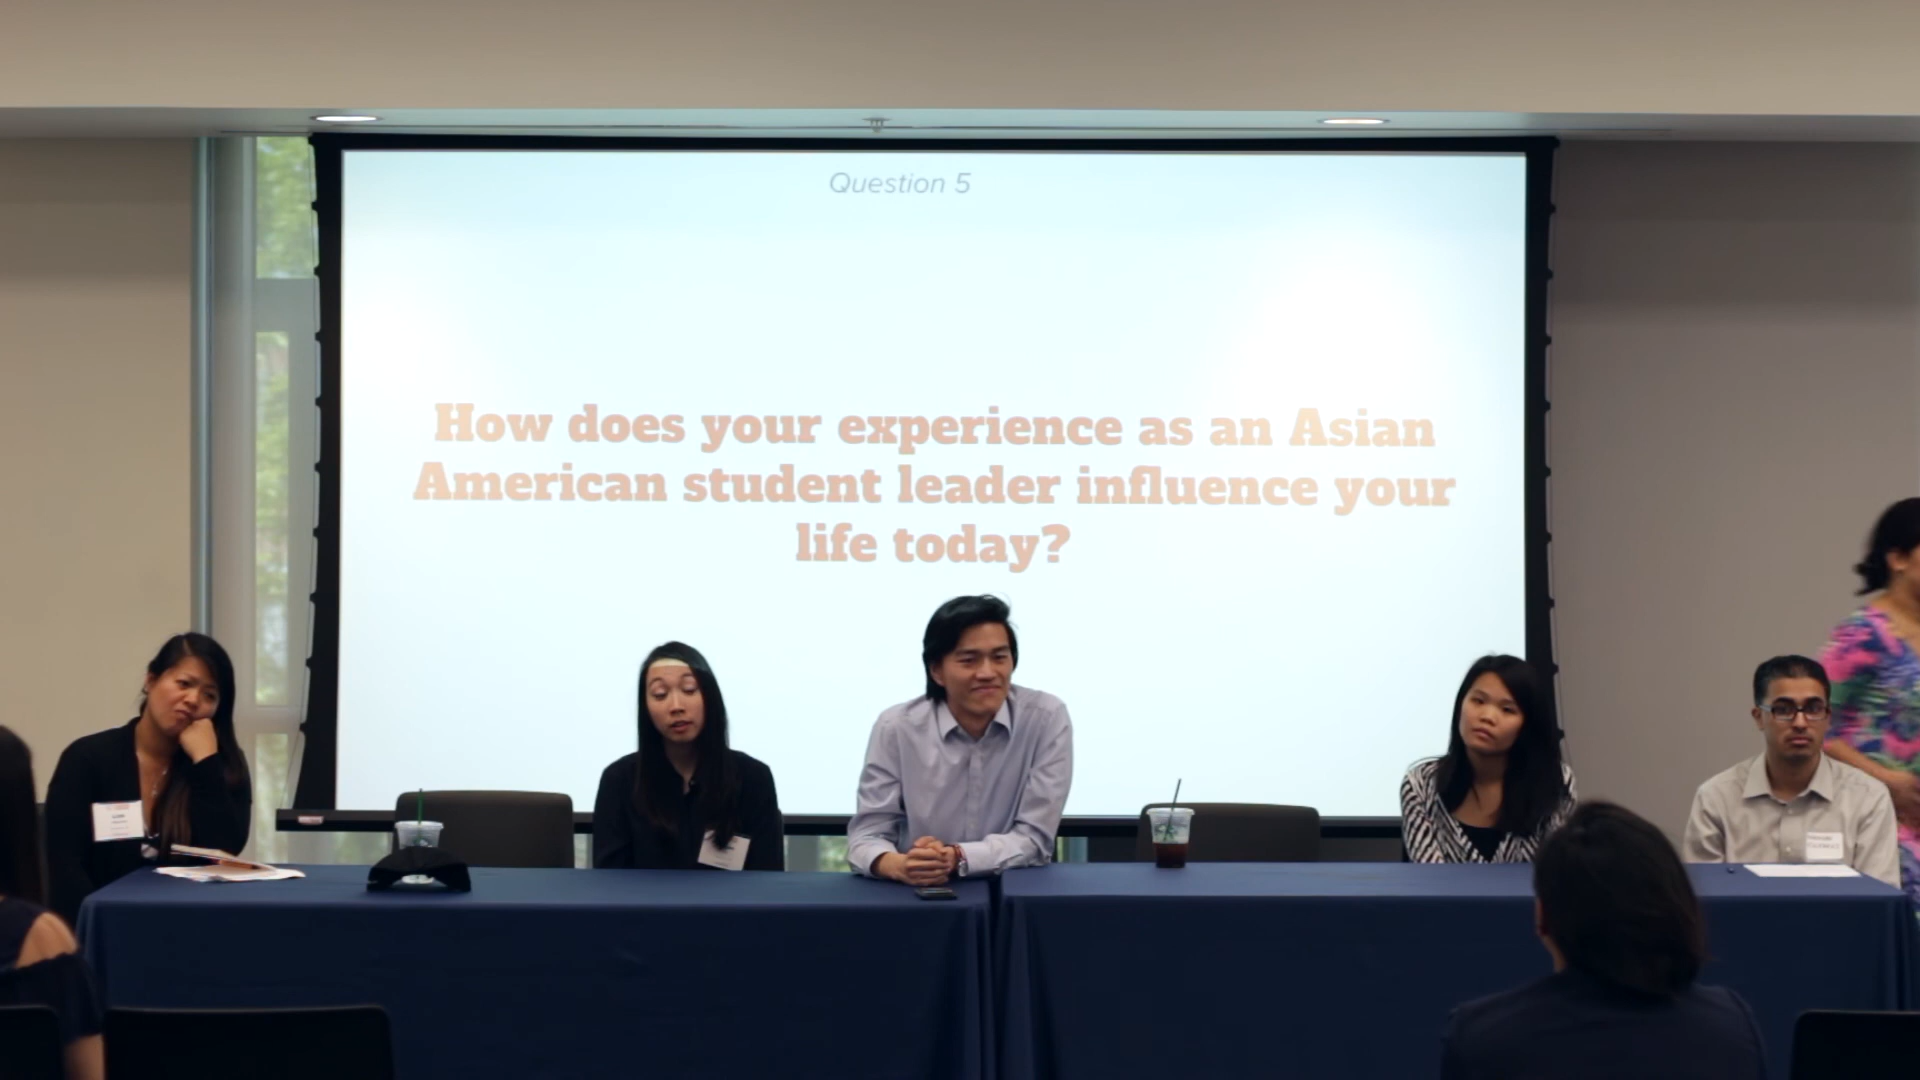 Question 5
How does your experience as an Asian
American student leader influence your
life today?